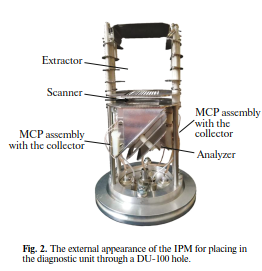 Extractor
Scanner
MCP assembly
with the
collector
MCP assembly
with the collector
Analyzer
Fig. 2. The external appearance of the IPM for placing in
the diagnostic unit through a DU-100 hole.